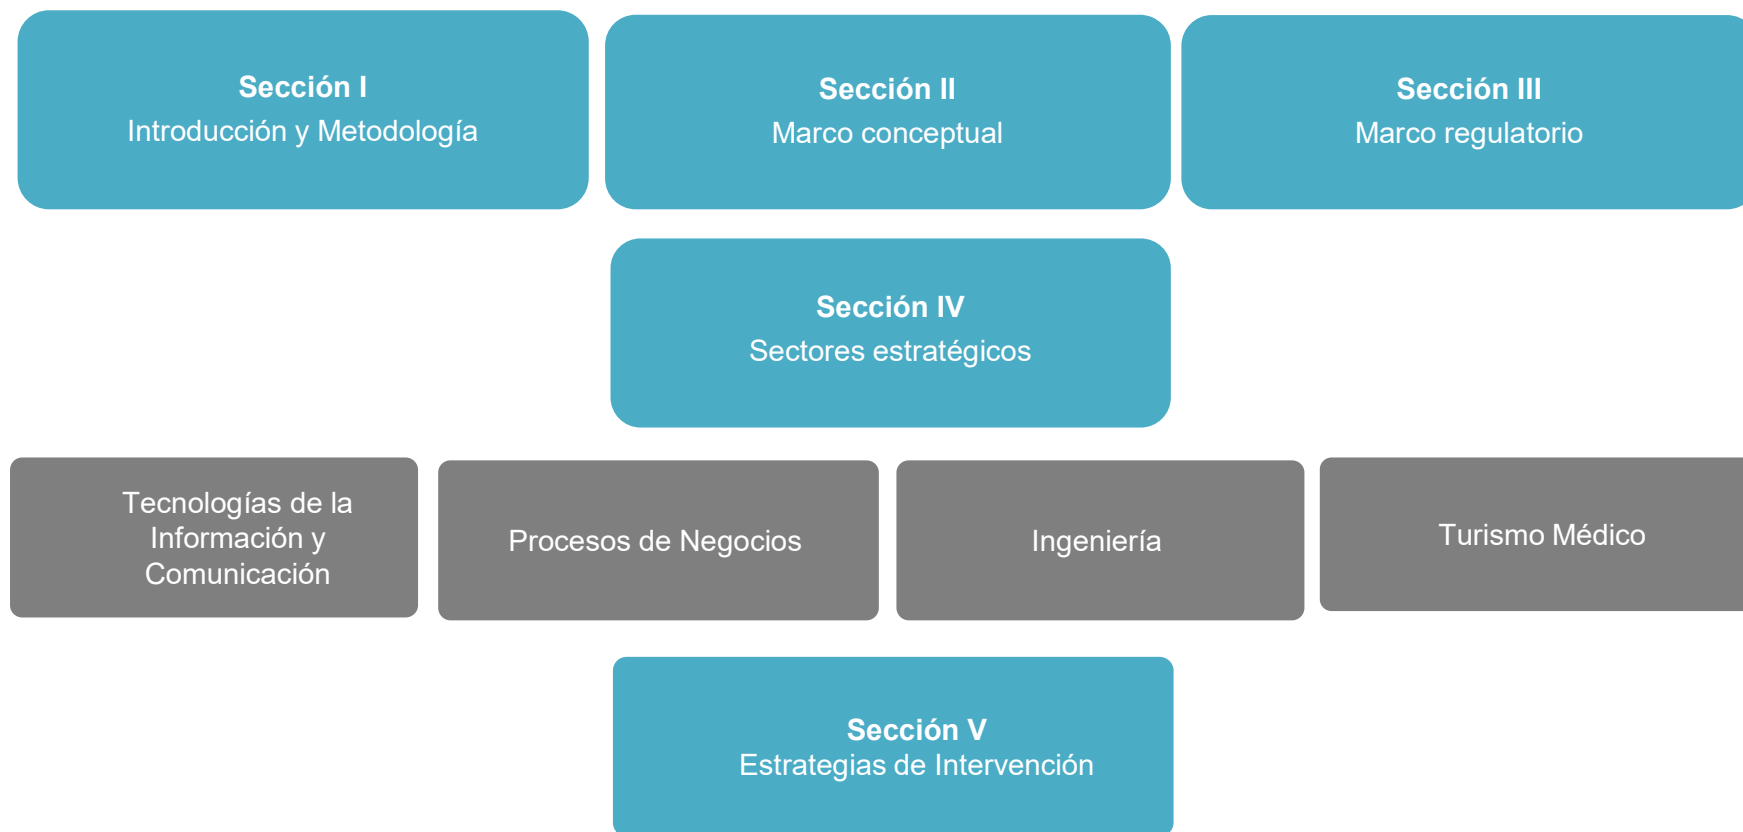 Sección I
Introducción y Metodología
Sección II
Marco conceptual
Sección III
Marco regulatorio
Sección IV
Sectores estratégicos
Tecnologías de la
Información y
Comunicación
Procesos de Negocios
Ingeniería
Turismo Médico
Sección V
Estrategias de Intervención